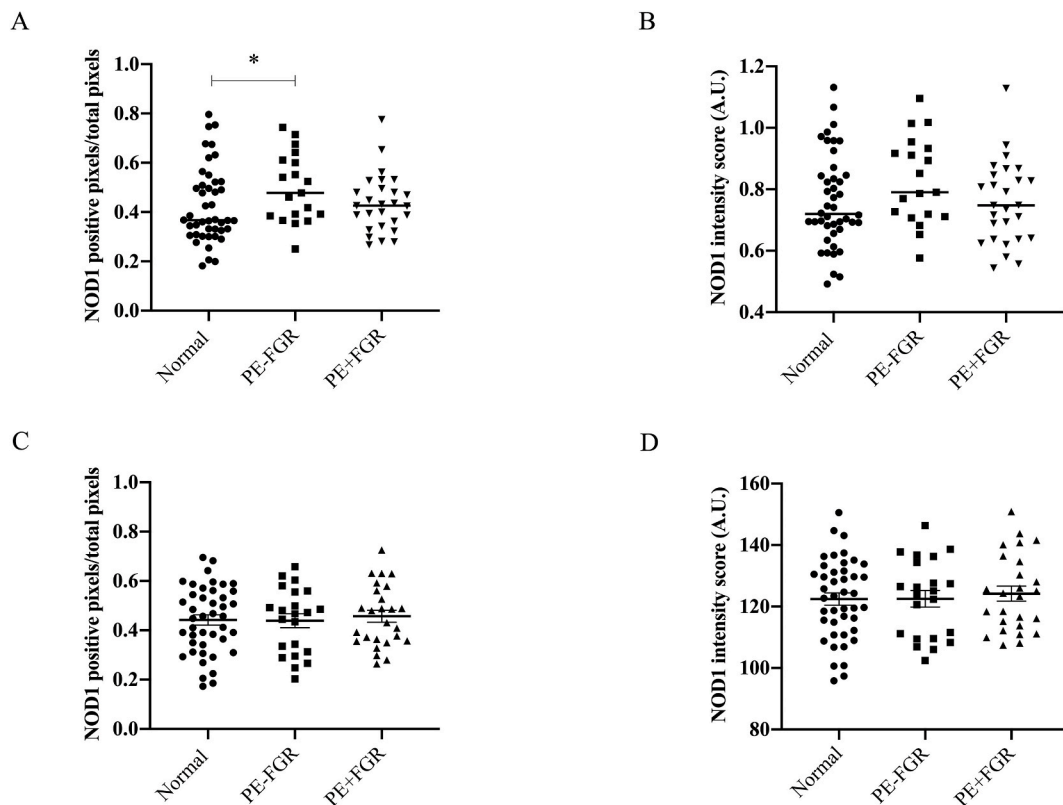 A
NOD1 positive pixels/total pixels
1.0
0.8
0.6
0.4
0.2
0.0
*
Normal
PE-FGR
PE+FGR
B
NOD1 intensity score (A.U.)
1.2
1.0
0.8
0.6
0.4
Normal
PE-FGR
PE+FGR
C
NOD1 positive pixels/total pixels
1.0
0.8
0.6
0.4
0.2
0.0
Normal
PE-FGR
PE+FGR
D
NOD1 intensity score (A.U.)
160
140
120
100
80
Normal
PE-FGR
PE+FGR